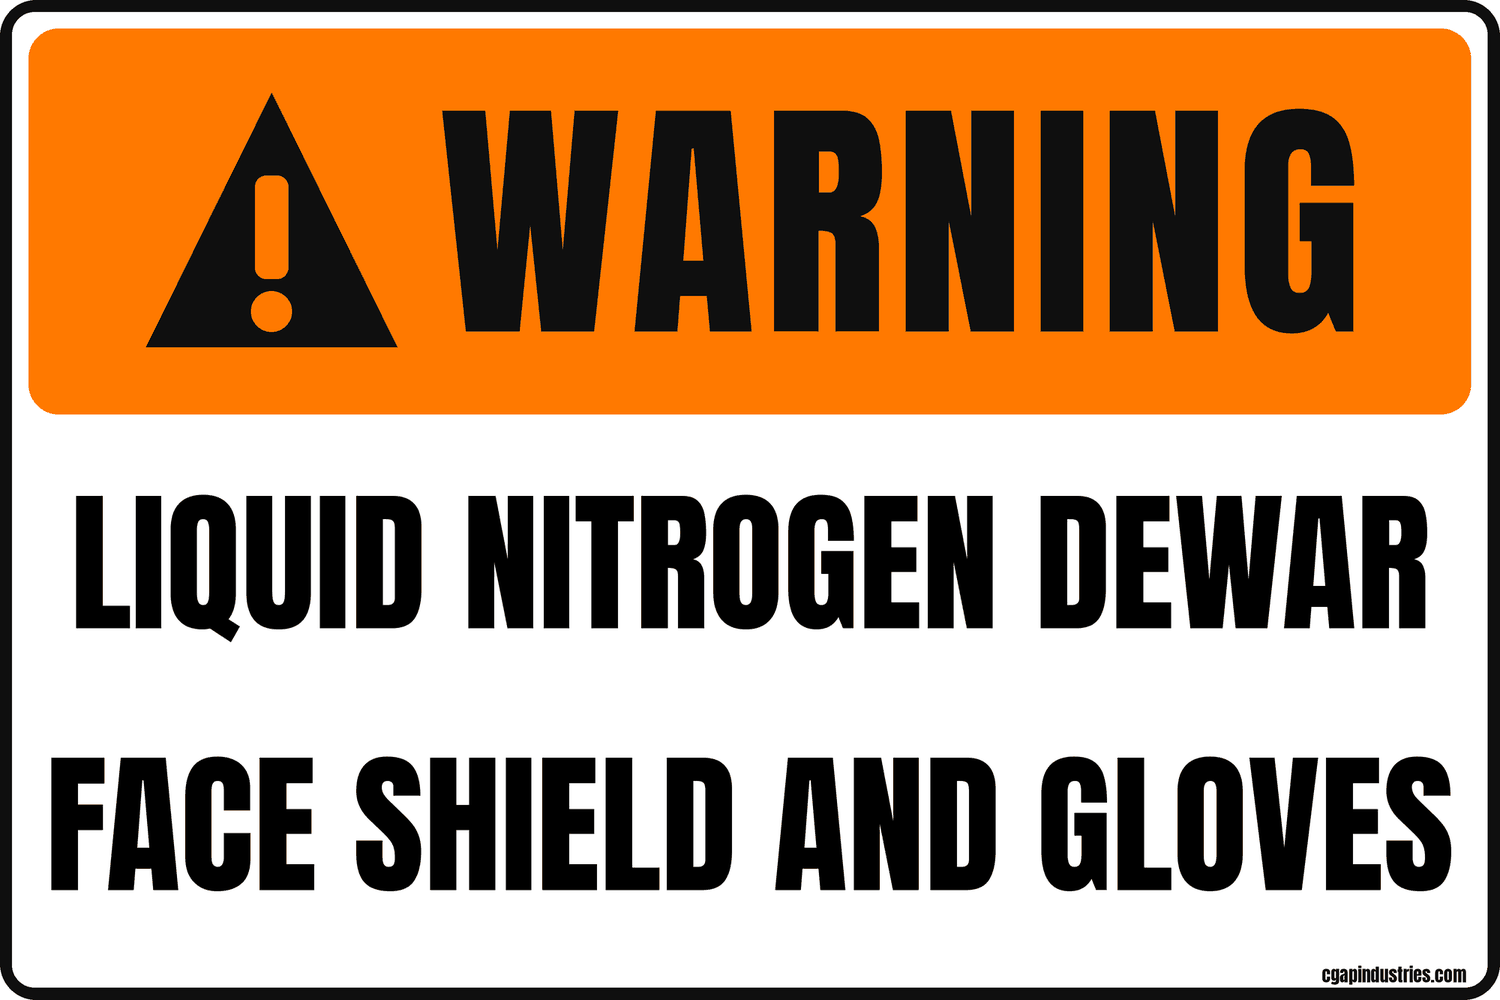 WARNING
LIQUID NITROGEN DEWAR
FACE SHIELD AND GLOVES
cgapindustries.com